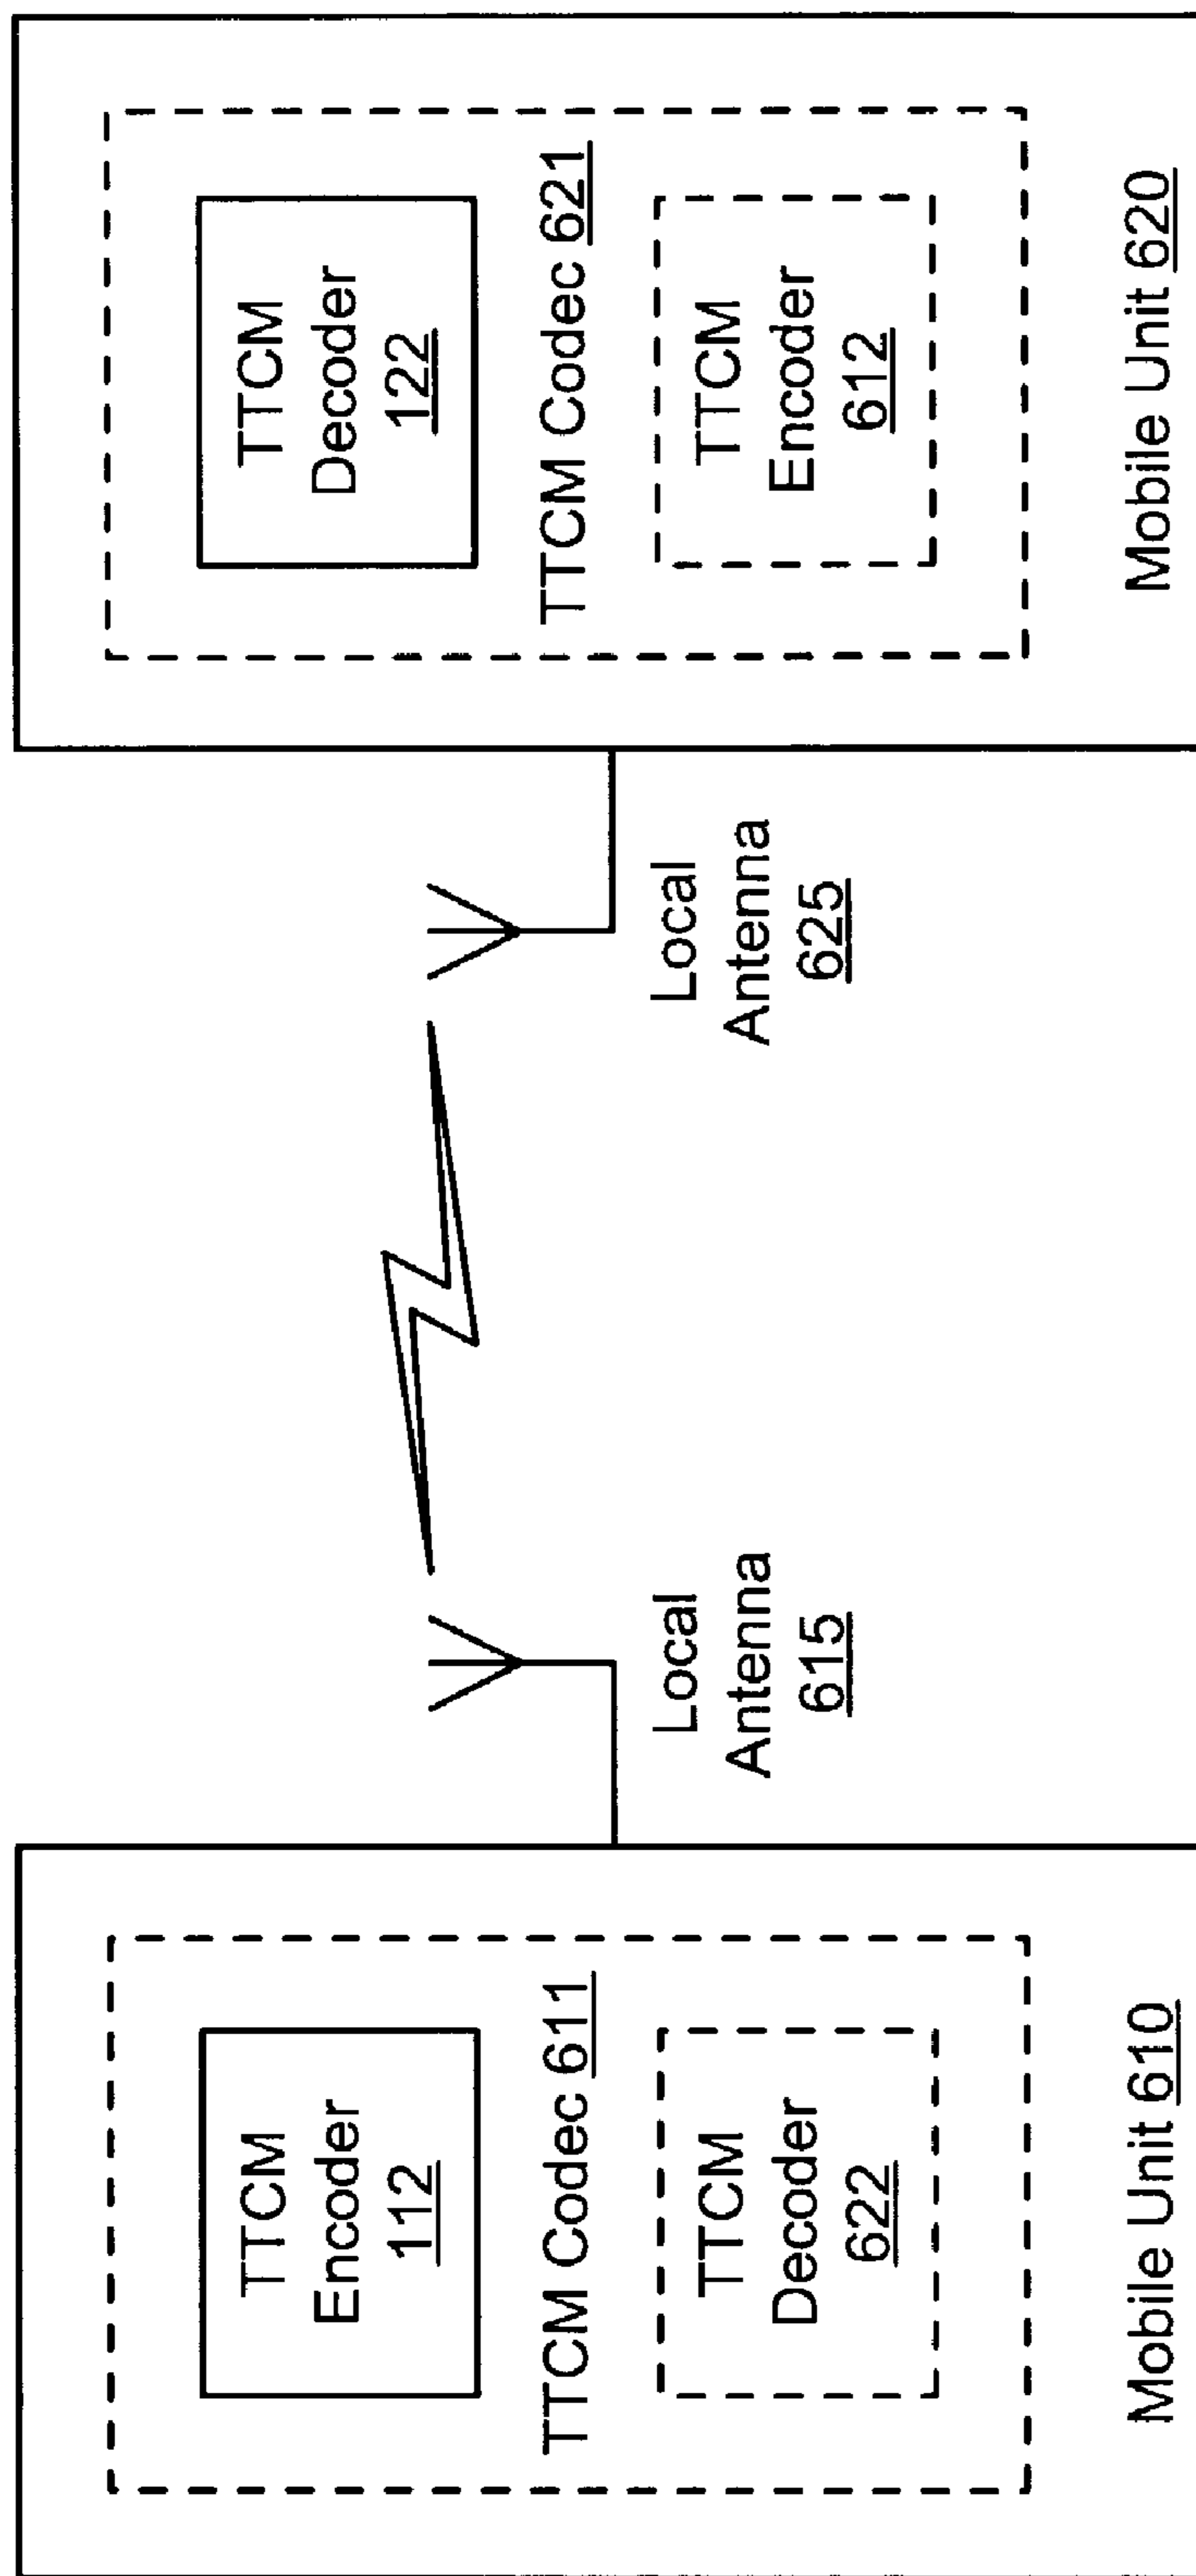 TTCM
Encoder
112
TTCM Codec 611
TTCM
Decoder
622
Mobile Unit 610
Local
Antenna
615
Local
Antenna
625
TTCM
Decoder
122
TTCM Codec 621
TTCM
Encoder
612
Mobile Unit 620